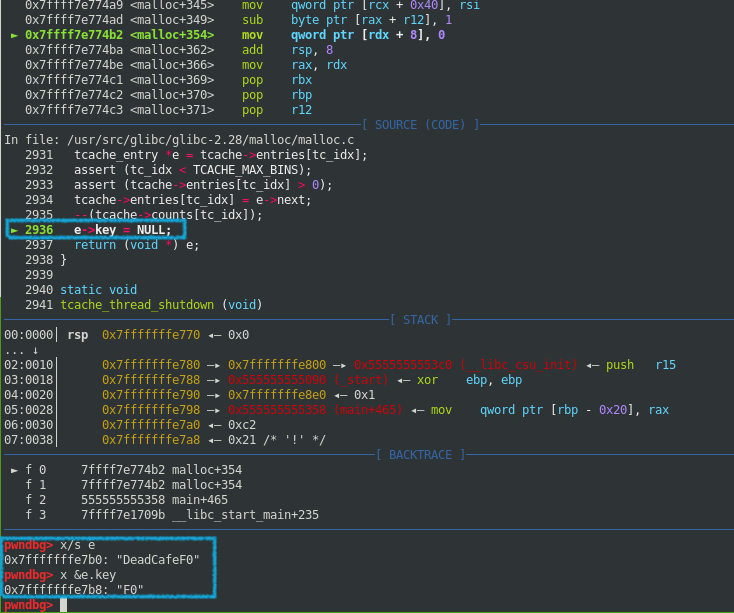 0x7ffff7e774a9 <malloc+345> mov qword ptr [rcx + 0x40], rsi
0x7ffff7e774ad <malloc+349> sub byte ptr [rax + r12], 1
► 0x7ffff7e774b2 <malloc+354> mov qword ptr [rdx + 8], 0
0x7ffff7e774ba <malloc+362> add rsp, 8
0x7ffff7e774be <malloc+366> mov rax, rdx
0x7ffff7e774c1 <malloc+369> pop rbx
0x7ffff7e774c2 <malloc+370> pop rbp
0x7ffff7e774c3 <malloc+371> pop r12
[ SOURCE (CODE) ]
In file: /usr/src/glibc/glibc-2.28/malloc/malloc.c
2931 tcache_entry *e = tcache->entries[tc_idx];
2932 assert (tc_idx < TCACHE_MAX_BINS);
2933 assert (tcache->entries[tc_idx] > 0);
2934 tcache->entries[tc_idx] = e->next;
2935 --(tcache->counts[tc_idx]);
► 2936 e->key = NULL;
2937 return (void *) e;
2938 }
2939
2940 static void
2941 tcache_thread_shutdown (void)
[ STACK ]
00:0000│ rsp 0x7fffffffe770 ◂— 0x0
... ↓
02:0010│ 0x7fffffffe780 —▸ 0x7fffffffe800 —▸ 0x5555555553c0 (__libc_csu_init) ◂— push r15
03:0018│ 0x7fffffffe788 —▸ 0x555555555090 (_start) ◂— xor ebp, ebp
04:0020│ 0x7fffffffe790 —▸ 0x7fffffffe8e0 ◂— 0x1
05:0028│ 0x7fffffffe798 —▸ 0x555555555358 (main+465) ◂— mov qword ptr [rbp - 0x20], rax
06:0030│ 0x7fffffffe7a0 ◂— 0xc2
07:0038│ 0x7fffffffe7a8 ◂— 0x21 /* '!' */
[ BACKTRACE ]
► f 0 7ffff7e774b2 malloc+354
f 1 7ffff7e774b2 malloc+354
f 2 555555555358 main+465
f 3 7ffff7e1709b __libc_start_main+235
pwndbg> x/s e
0x7fffffffe7b0: "DeadCafeF0"
pwndbg> x &e.key
0x7fffffffe7b8: "F0"
pwndbg>